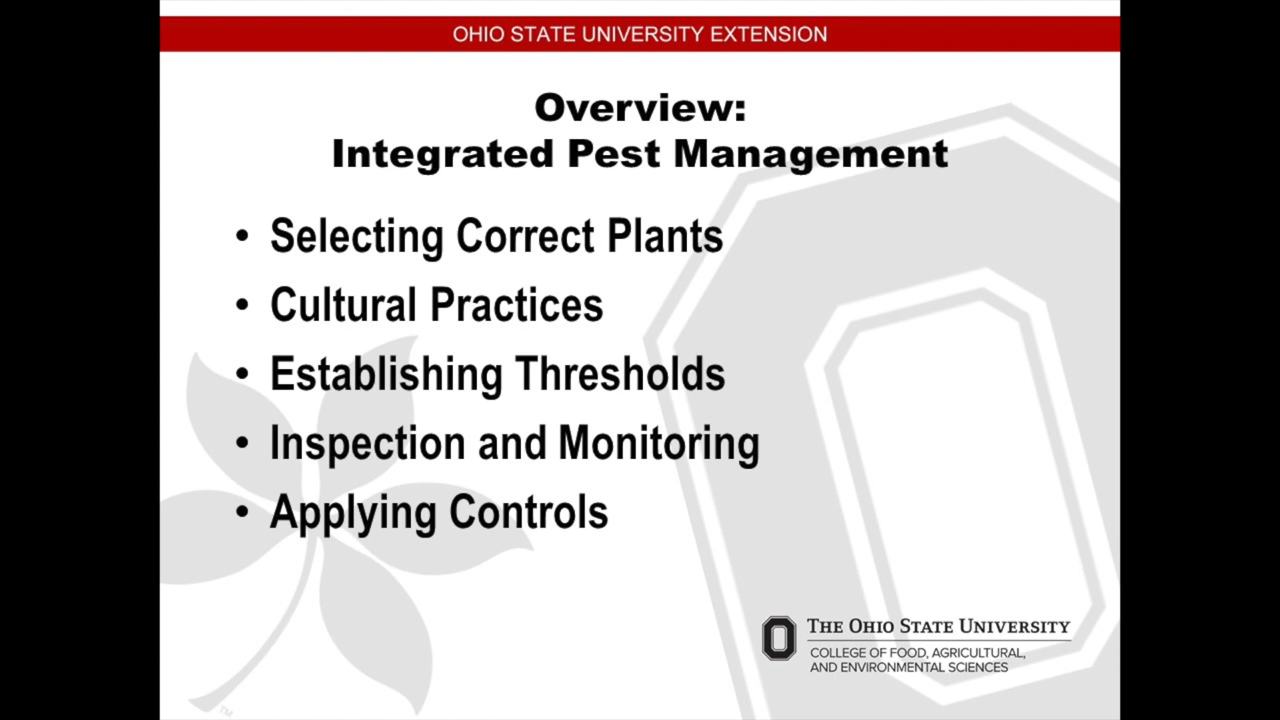 OHIO STATE UNIVERSITY EXTENSION
Overview:
Integrated Pest Management
• Selecting Correct Plants
• Cultural Practices
• Establishing Thresholds
• Inspection and Monitoring
• Applying Controls
THE OHIO STATE UNIVERSITY
COLLEGE OF FOOD, AGRICULTURAL,
AND ENVIRONMENTAL SCIENCES
TM